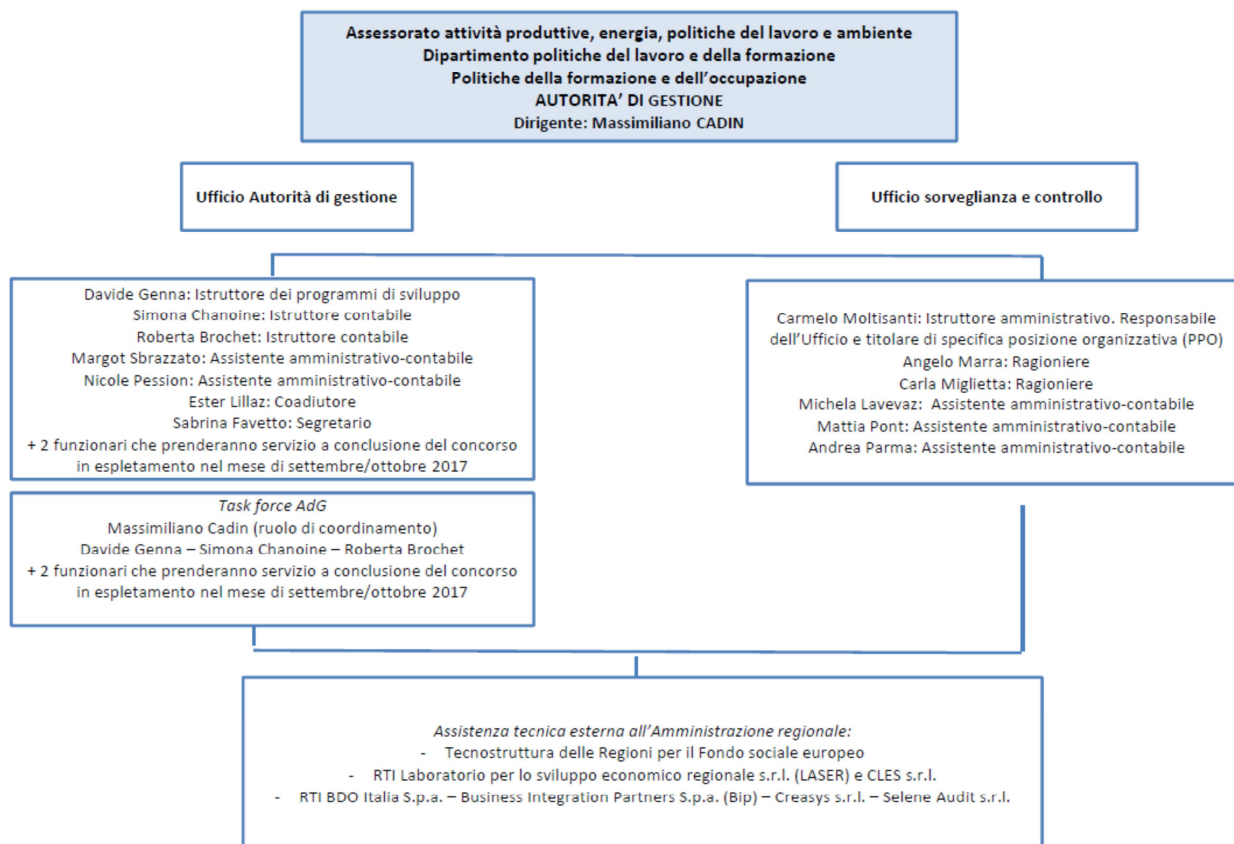 Assessorato attività produttive, energia, politiche del lavoro e ambiente
Dipartimento politiche del lavoro e della formazione
Politiche della formazione e dell’occupazione
AUTORITA’ DI GESTIONE
Dirigente: Massimiliano CADIN
Ufficio Autorità di gestione
Ufficio sorveglianza e controllo
Davide Genna: Istruttore dei programmi di sviluppo
Simona Chanoine: Istruttore contabile
Roberta Brochet: Istruttore contabile
Margot Sbrazzato: Assistente amministrativo-contabile
Nicole Pession: Assistente amministrativo-contabile
Ester Lillaz: Coadiutore
Sabrina Favetto: Segretario
+ 2 funzionari che prenderanno servizio a conclusione del concorso
in espletamento nel mese di settembre/ottobre 2017
Carmelo Moltisanti: Istruttore amministrativo. Responsabile
dell’Ufficio e titolare di specifica posizione organizzativa (PPO)
Angelo Marra: Ragioniere
Carla Miglietta: Ragioniere
Michela Lavevaz: Assistente amministrativo-contabile
Mattia Pont: Assistente amministrativo-contabile
Andrea Parma: Assistente amministrativo-contabile
Task force AdG
Massimiliano Cadin (ruolo di coordinamento)
Davide Genna – Simona Chanoine – Roberta Brochet
+ 2 funzionari che prenderanno servizio a conclusione del concorso
in espletamento nel mese di settembre/ottobre 2017
Assistenza tecnica esterna all’Amministrazione regionale:
- Tecnostruttura delle Regioni per il Fondo sociale europeo
- RTI Laboratorio per lo sviluppo economico regionale s.r.l. (LASER) e CLES s.r.l.
- RTI BDO Italia S.p.a. – Business Integration Partners S.p.a. (Bip) – Creasys s.r.l. – Selene Audit s.r.l.